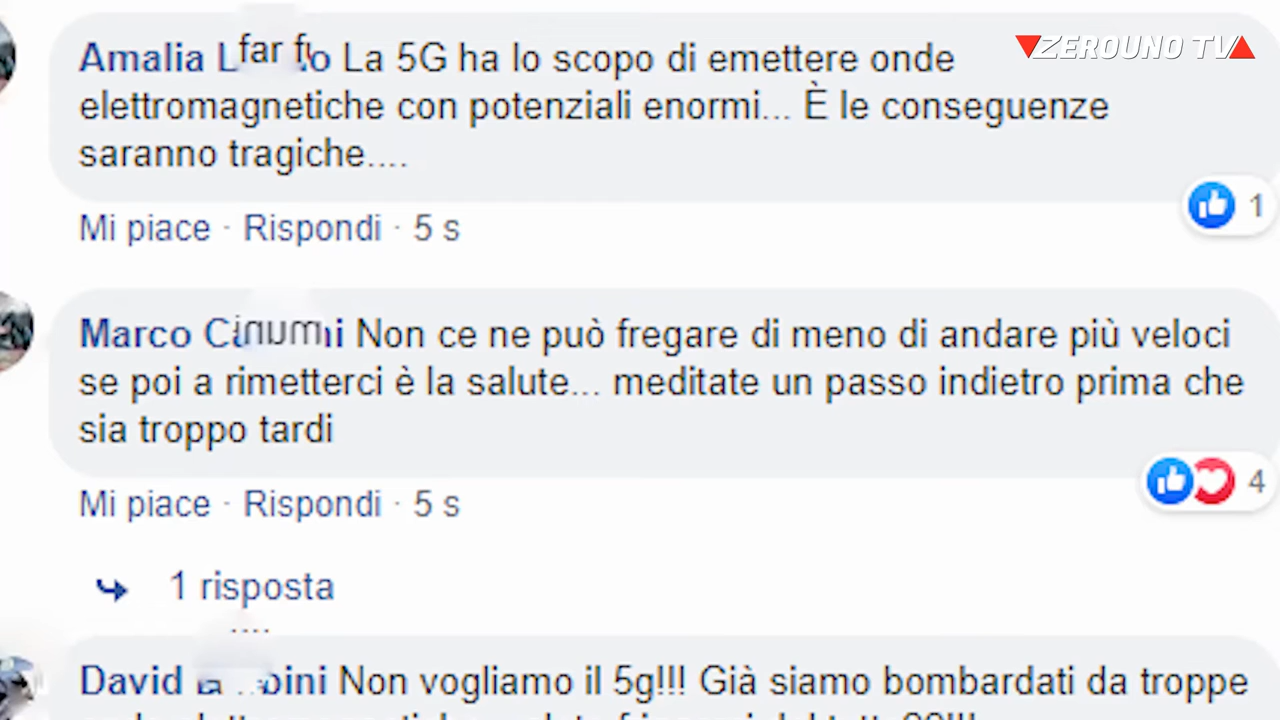 ZEROUNO TV
Amalia La 5G ha lo scopo di emettere onde
elettromagnetiche con potenziali enormi... È le conseguenze
saranno tragiche....
1
Mi piace · Rispondi · 5 s
Marco Non ce ne può fregare di meno di andare più veloci
se poi a rimetterci è la salute... meditate un passo indietro prima che
sia troppo tardi
4
Mi piace · Rispondi · 5 s
1 risposta
David Non vogliamo il 5g!!! Già siamo bombardati da troppe